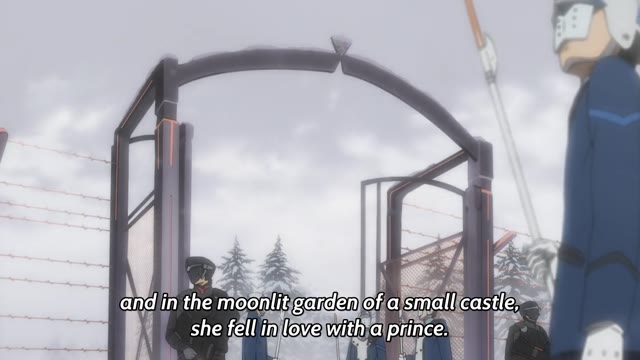 and in the moonlit garden of a small castle,
she fell in love with a prince.